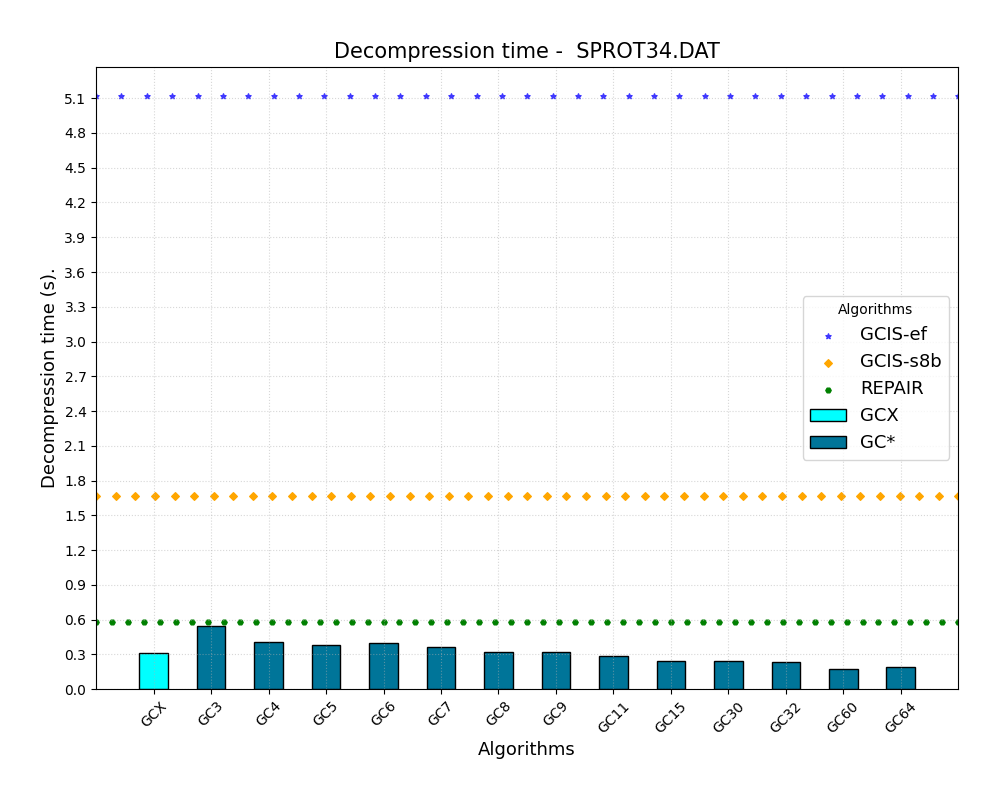 Decompression time - SPROT34.DAT
Decompression time (s).
5.1
4.8
4.5
4.2
3.9
3.6
3.3
3.0
2.7
2.4
2.1
1.8
1.5
1.2
0.9
0.6
0.3
0.0
Algorithms
GCIS-ef
GCIS-s8b
REPAIR
GCX
GC*
GCX GC3 GC4 GC5 GC6 GC7 GC8 GC9 GC11 GC15 GC30 GC32 GC60 GC64
Algorithms